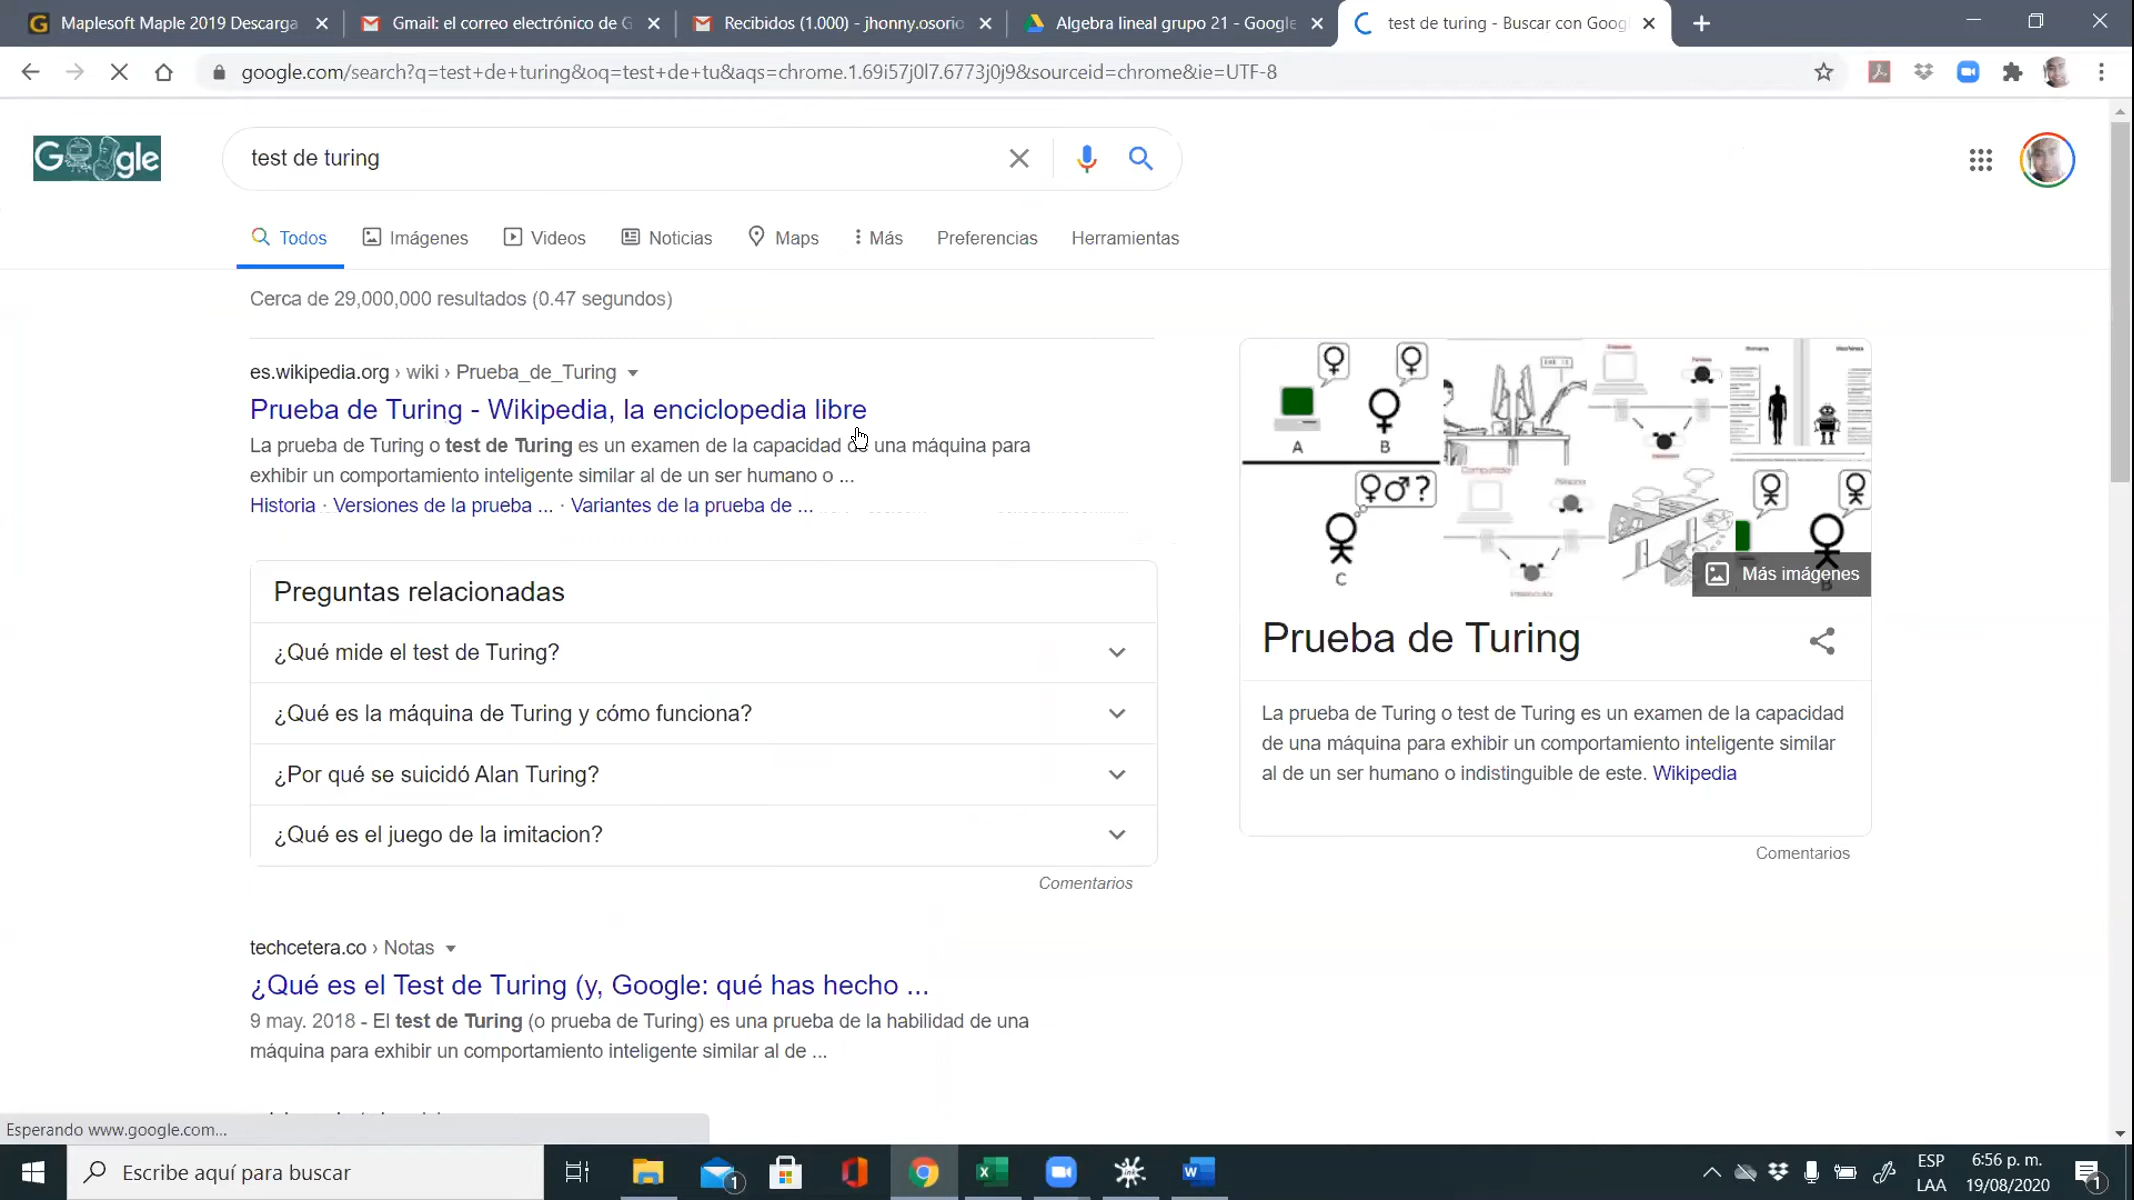 Maplesoft Maple 2019 Descarga
Gmail: el correo electrónico de G
Recibidos (1.000) - jhonny.osorio
Algebra lineal grupo 21 - Google
test de turing - Buscar con Goog
google.com/search?q=test+de+turing&oq=test+de+tu&aqs=chrome.1.69i57j0l7.6773j0j9&sourceid=chrome&ie=UTF-8
Google
test de turing
Todos
Imágenes
Videos
Noticias
Maps
Más
Preferencias
Herramientas
Cerca de 29,000,000 resultados (0.47 segundos)
es.wikipedia.org › wiki › Prueba_de_Turing
Prueba de Turing - Wikipedia, la enciclopedia libre
La prueba de Turing o test de Turing es un examen de la capacidad de una máquina para
exhibir un comportamiento inteligente similar al de un ser humano o ...
Historia · Versiones de la prueba ... · Variantes de la prueba de ...
Preguntas relacionadas
¿Qué mide el test de Turing?
¿Qué es la máquina de Turing y cómo funciona?
¿Por qué se suicidó Alan Turing?
¿Qué es el juego de la imitacion?
Comentarios
techcetera.co › Notas
¿Qué es el Test de Turing (y, Google: qué has hecho ...
9 may. 2018 - El test de Turing (o prueba de Turing) es una prueba de la habilidad de una
máquina para exhibir un comportamiento inteligente similar al de ...
A
B
?
C
Más imágenes
Prueba de Turing
La prueba de Turing o test de Turing es un examen de la capacidad
de una máquina para exhibir un comportamiento inteligente similar
al de un ser humano o indistinguible de este. Wikipedia
Comentarios
Esperando www.google.com...
Escribe aquí para buscar
1
ESP
LAA
6:56 p. m.
19/08/2020
1